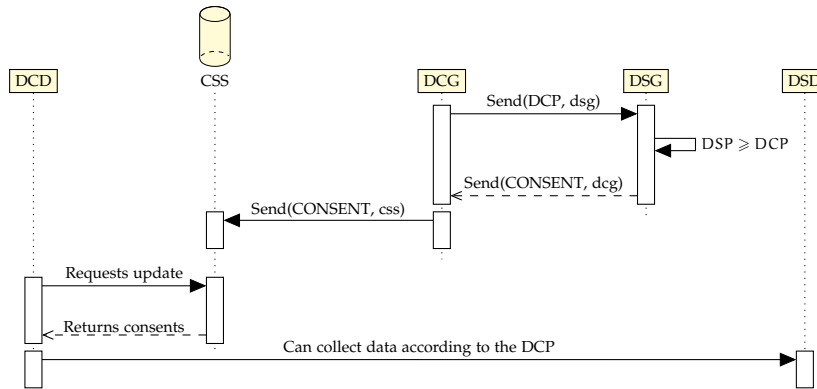 DCD
CSS
DCG
DSG
DSD
Send(DCP, dsg)
DSP ⩾ DCP
Send(CONSENT, dcg)
Send(CONSENT, css)
Requests update
Returns consents
Can collect data according to the DCP